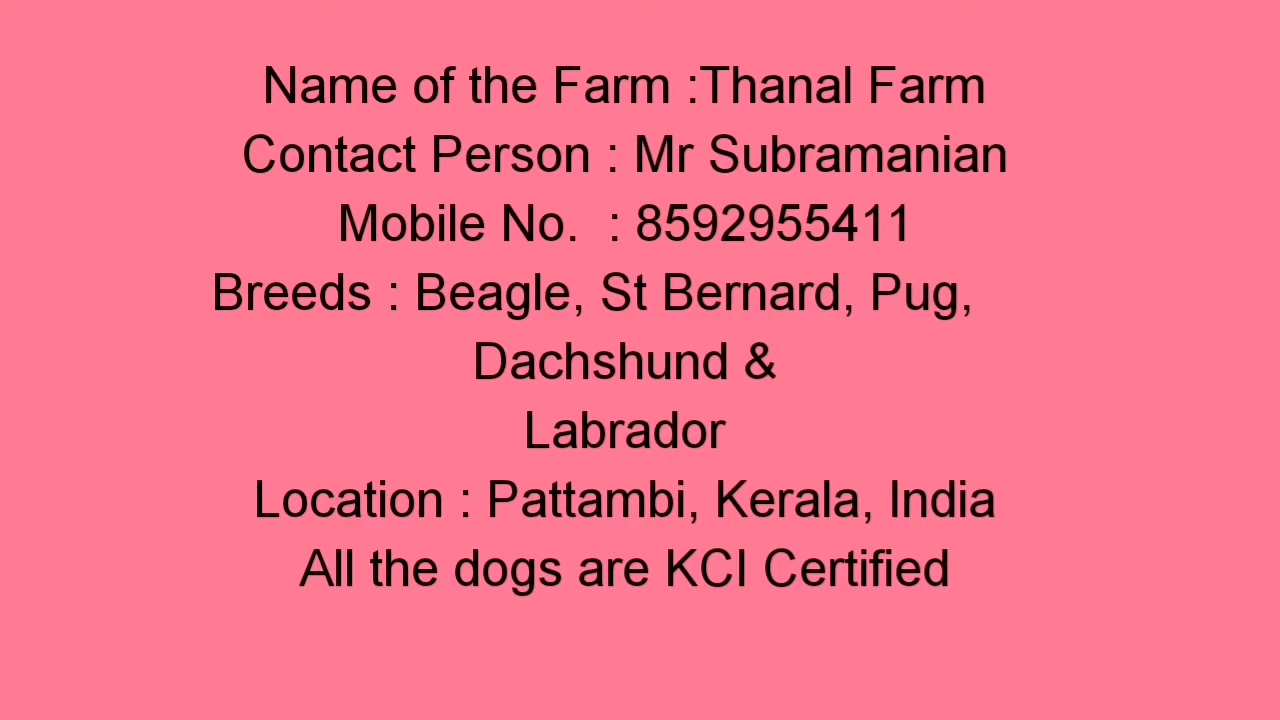 Name of the Farm :Thanal Farm
Contact Person : Mr Subramanian
Mobile No.  : 8592955411
Breeds : Beagle, St Bernard, Pug,
Dachshund &
Labrador
Location : Pattambi, Kerala, India
All the dogs are KCI Certified